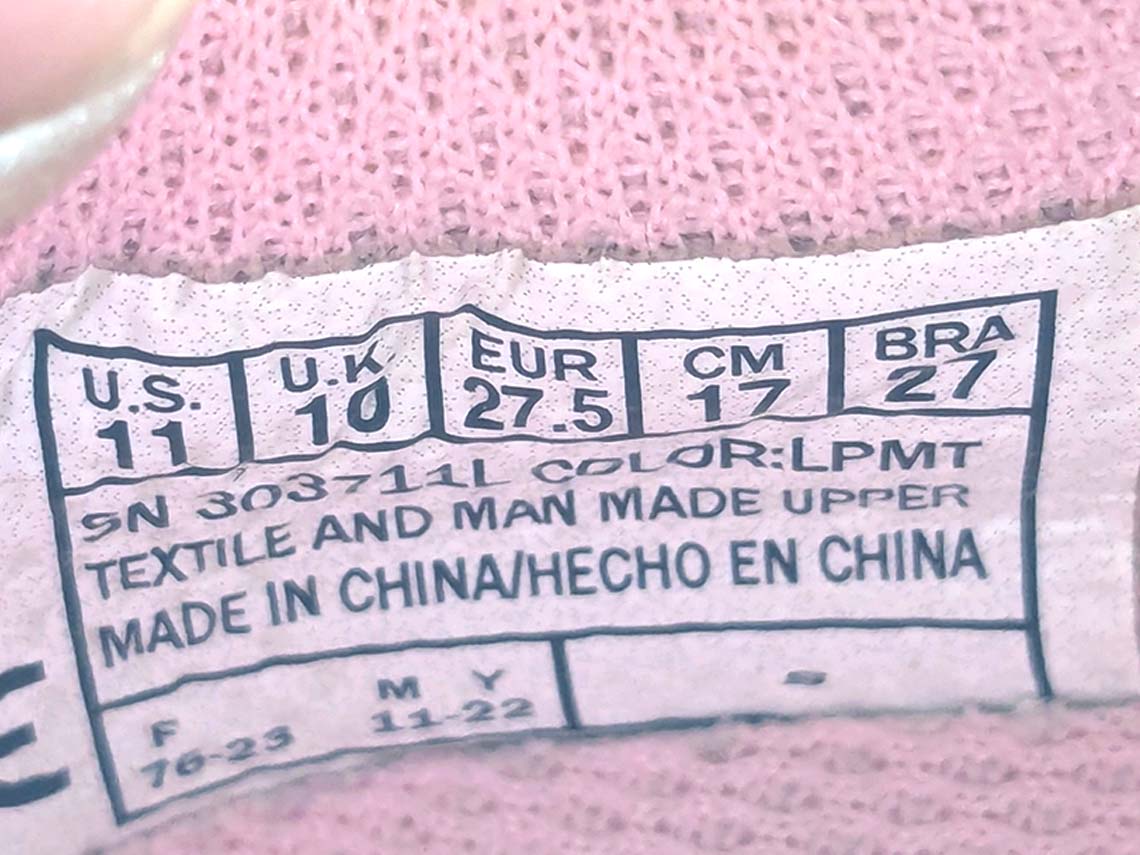 U.S. U.K EUR CM BRA
11 10 27.5 17 27
SN 303711L COLOR:LPMT
TEXTILE AND MAN MADE UPPER
MADE IN CHINA/HECHO EN CHINA
F M Y
76-23 11-22 -